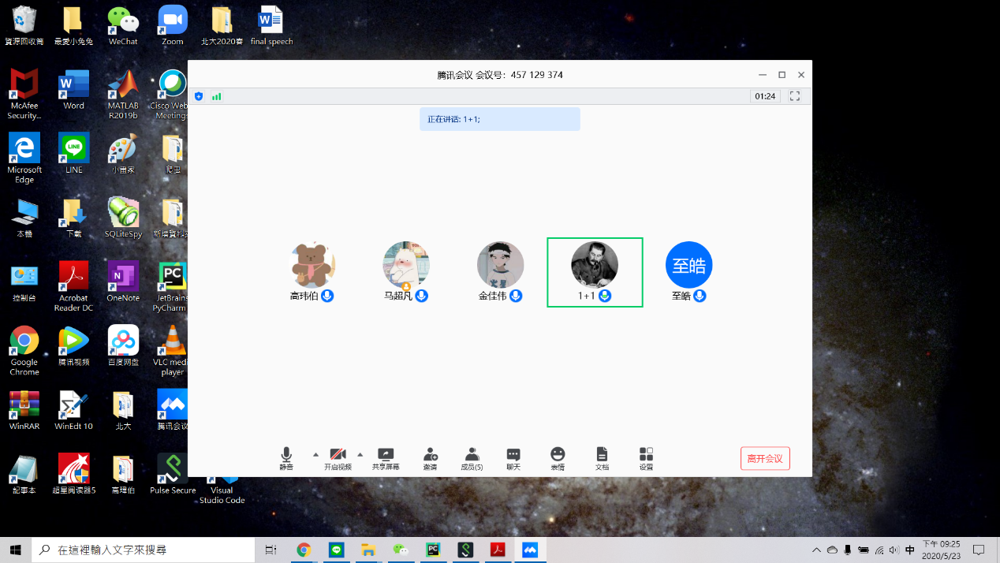 資源回收筒
最愛小兔兔
WeChat
Zoom
北大2020春
final speech
McAfee
Security...
Word
MATLAB
R2019b
Cisco Web
Meetings
Microsoft
Edge
LINE
小畫家
爬蟲
本機
下載
SQLiteSpy
新增資料夾
控制台
Acrobat
Reader DC
OneNote
JetBrains
PyCharm
Google
Chrome
腾讯视频
百度网盘
VLC medi
player
WinRAR
WinEdt 10
北大
腾讯会议
記事本
超星阅读器5
高瑋伯
Pulse Secure
Visual
Studio Code
腾讯会议 会议号：457 129 374
01:24
正在讲话: 1+1;
高玮伯
马超凡
金佳伟
1+1
至皓
至皓
静音
开启视频
共享屏幕
邀请
成员(5)
聊天
表情
文档
设置
离开会议
在這裡輸入文字來搜尋
中
下午 09:25
2020/5/23